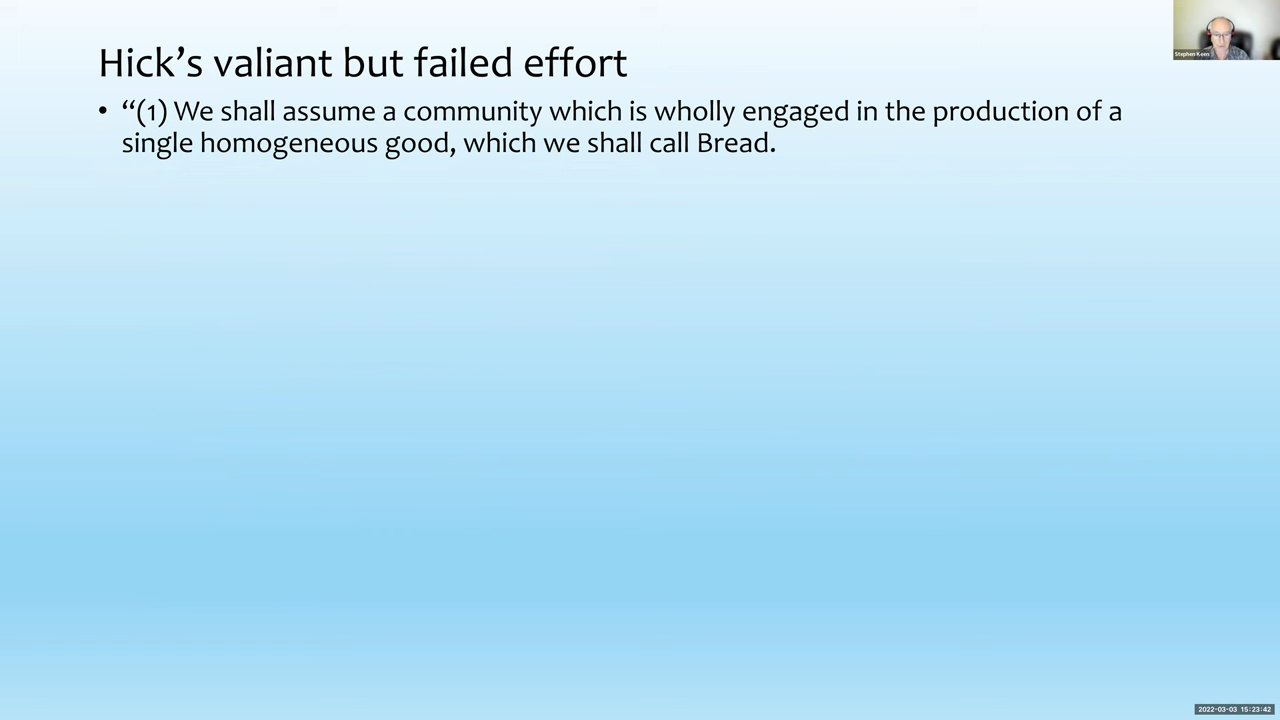 Stephen Keen
Hick’s valiant but failed effort
• “(1) We shall assume a community which is wholly engaged in the production of a
single homogeneous good, which we shall call Bread.
2022-03-03 15:23:42